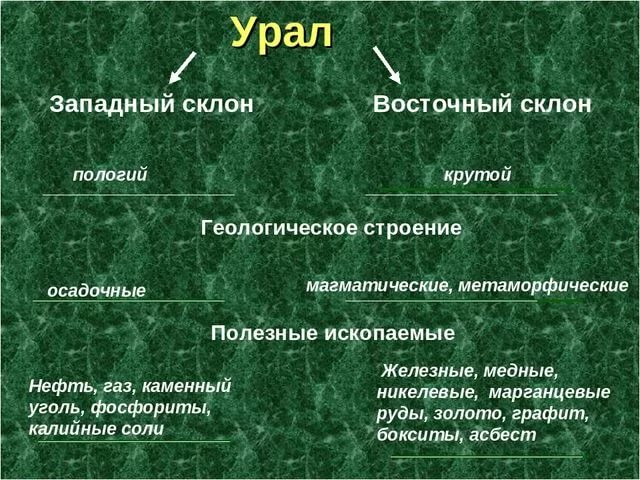 Урал
Западный склон
Восточный склон
пологий
крутой
Геологическое строение
осадочные
магматические, метаморфические
Полезные ископаемые
Нефть, газ, каменный
уголь, фосфориты,
калийные соли
Железные, медные,
никелевые, марганцевые
руды, золото, графит,
бокситы, асбест